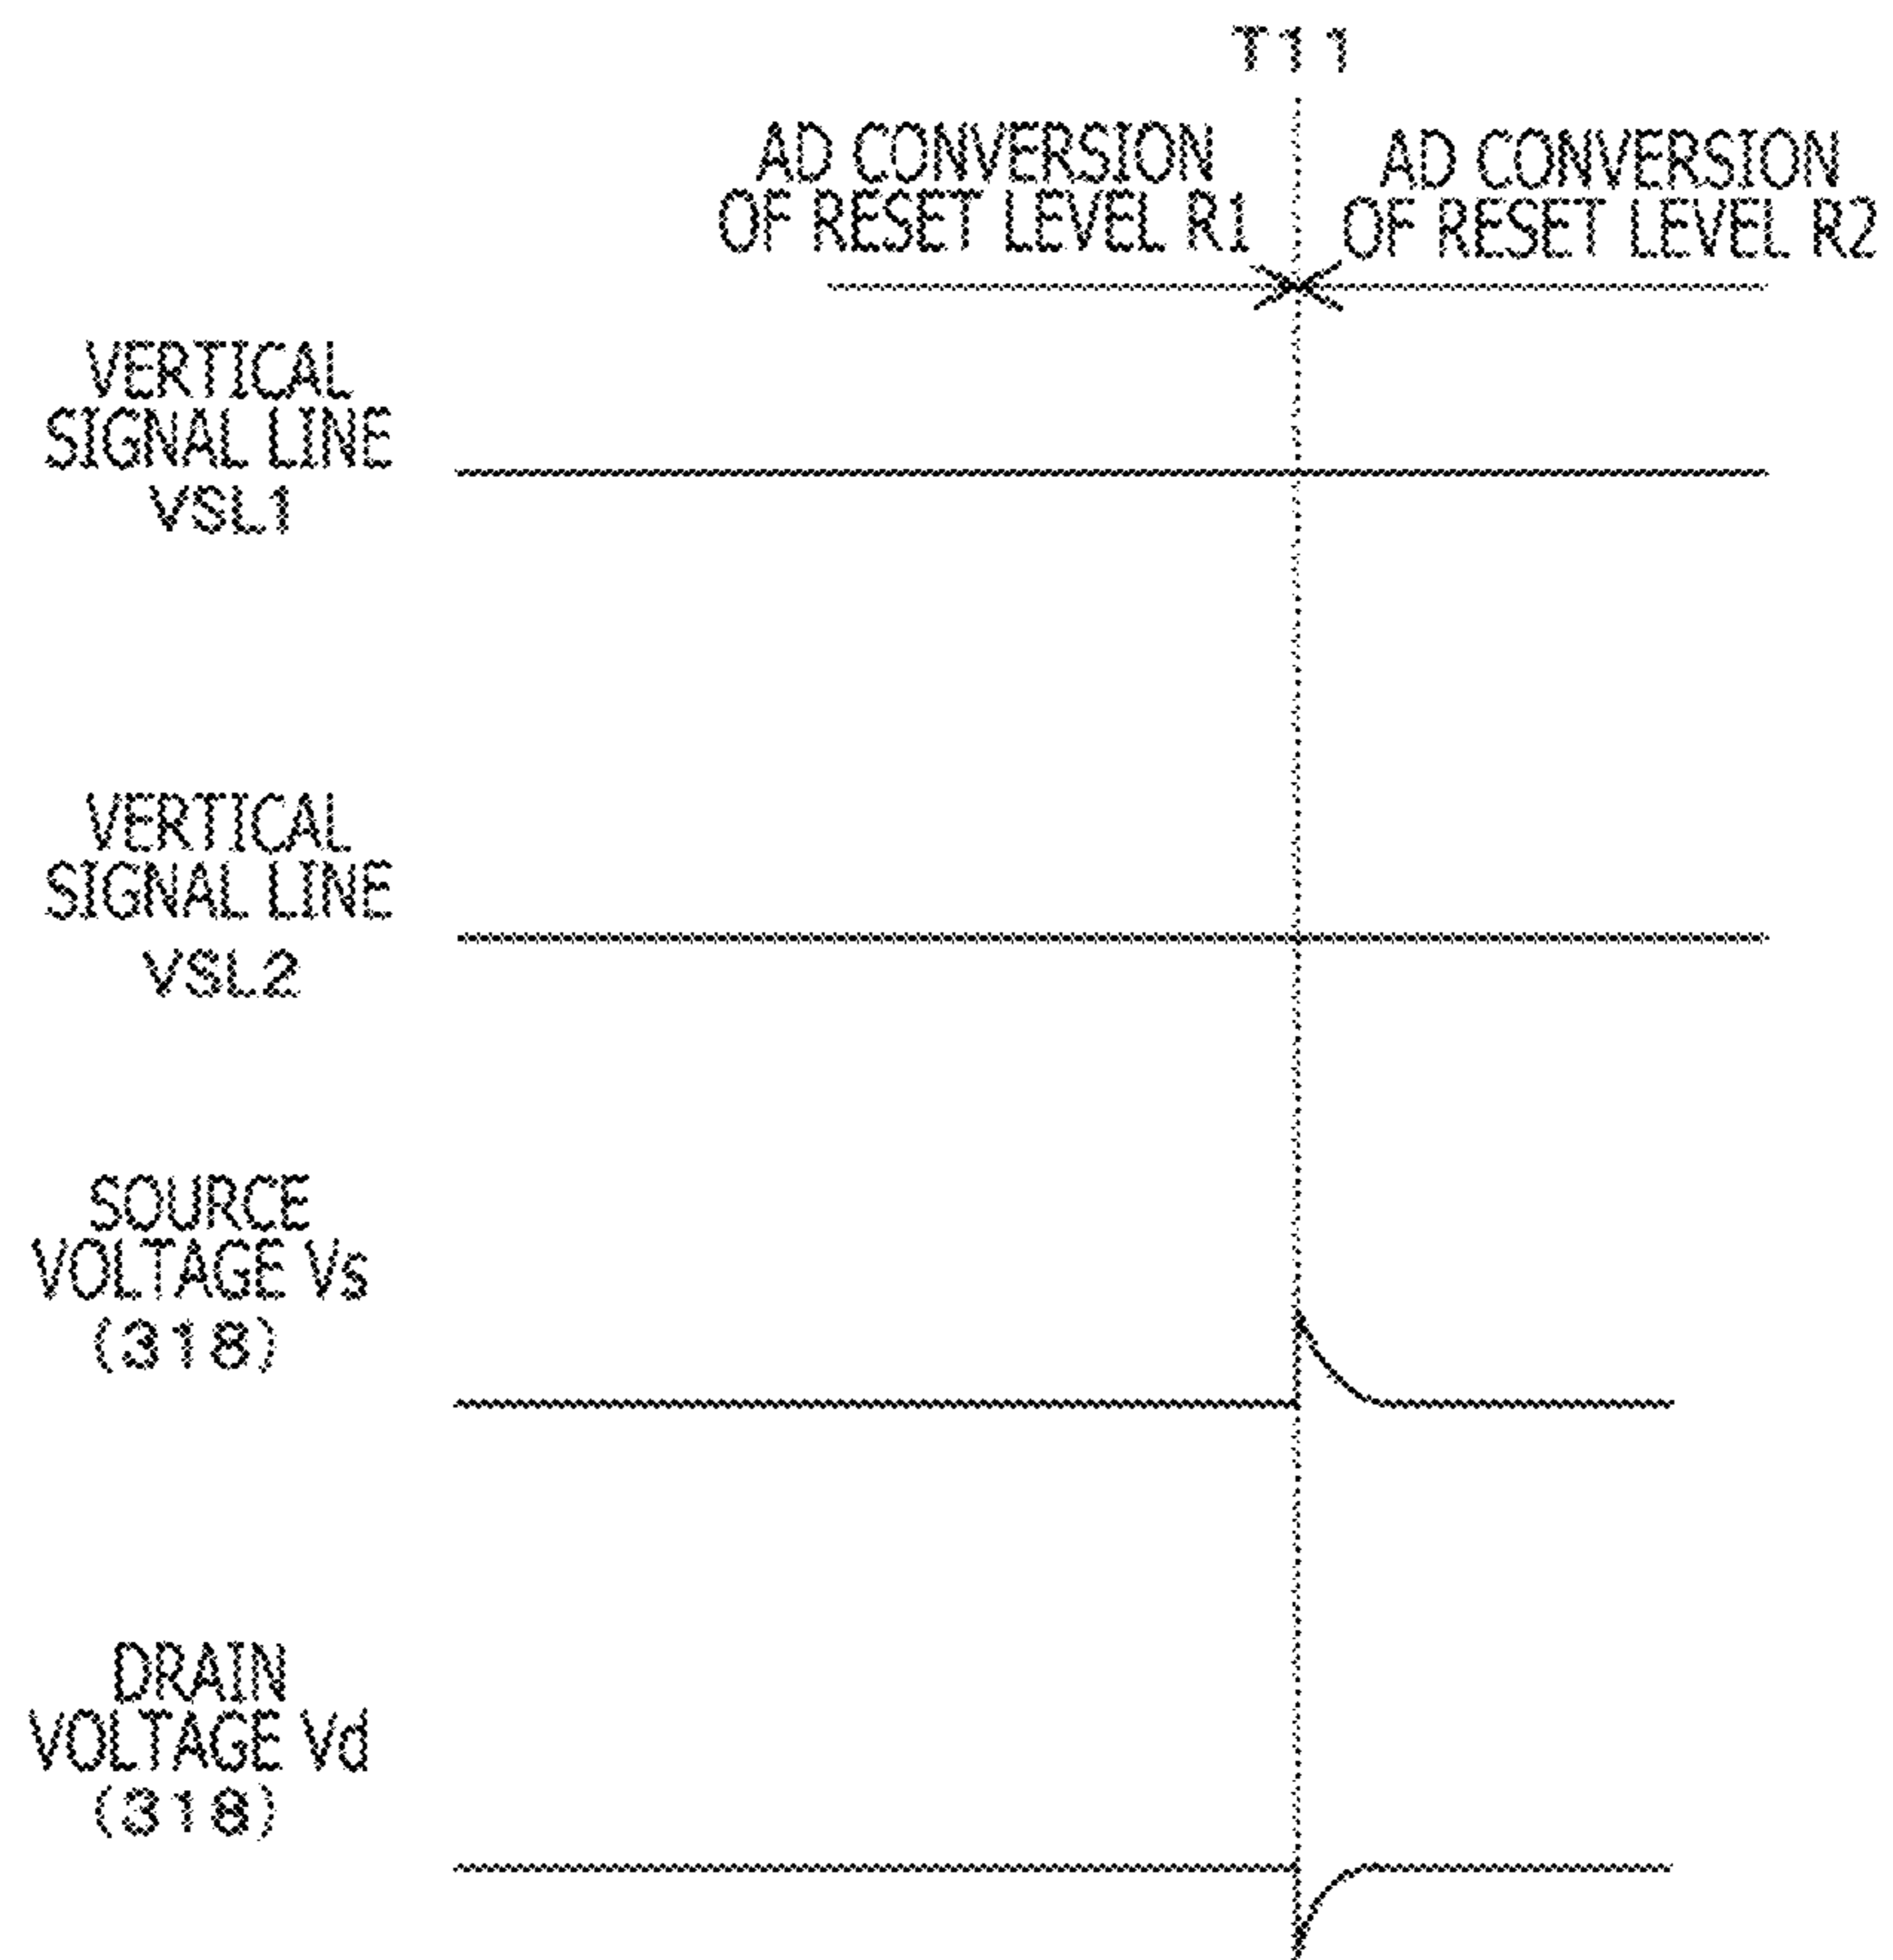 T11
AD CONVERSION
OF RESET LEVEL R1
AD CONVERSION
OF RESET LEVEL R2
VERTICAL
SIGNAL LINE
VSL1
VERTICAL
SIGNAL LINE
VSL2
SOURCE
VOLTAGE Vs
(318)
DRAIN
VOLTAGE Vd
(318)